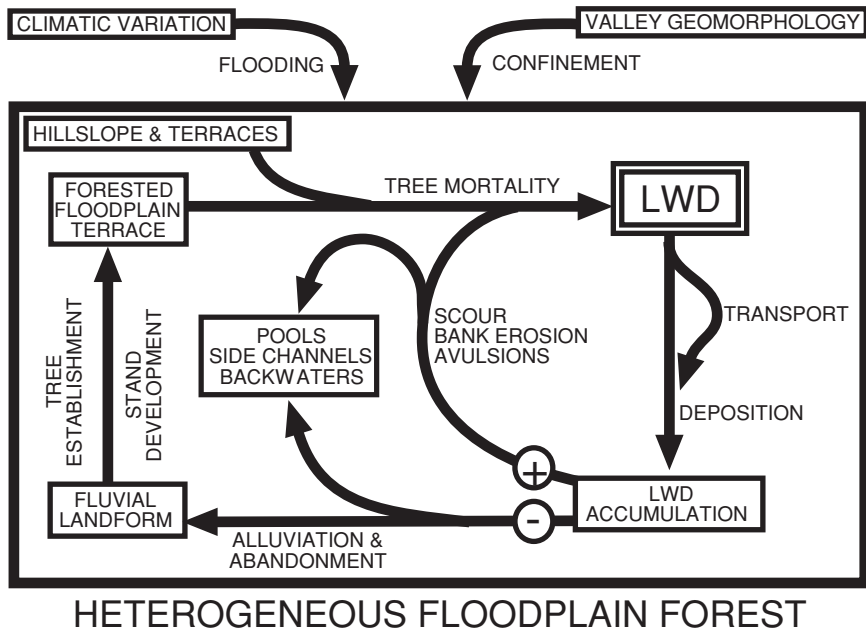 CLIMATIC VARIATION
VALLEY GEOMORPHOLOGY
FLOODING
CONFINEMENT
HILLSLOPE & TERRACES
FORESTED
FLOODPLAIN
TERRACE
TREE MORTALITY
LWD
TREE
ESTABLISHMENT
STAND
DEVELOPMENT
POOLS
SIDE CHANNELS
BACKWATERS
SCOUR
BANK EROSION
AVULSIONS
TRANSPORT
DEPOSITION
+
-
LWD
ACCUMULATION
FLUVIAL
LANDFORM
ALLUVIATION &
ABANDONMENT
HETEROGENEOUS FLOODPLAIN FOREST